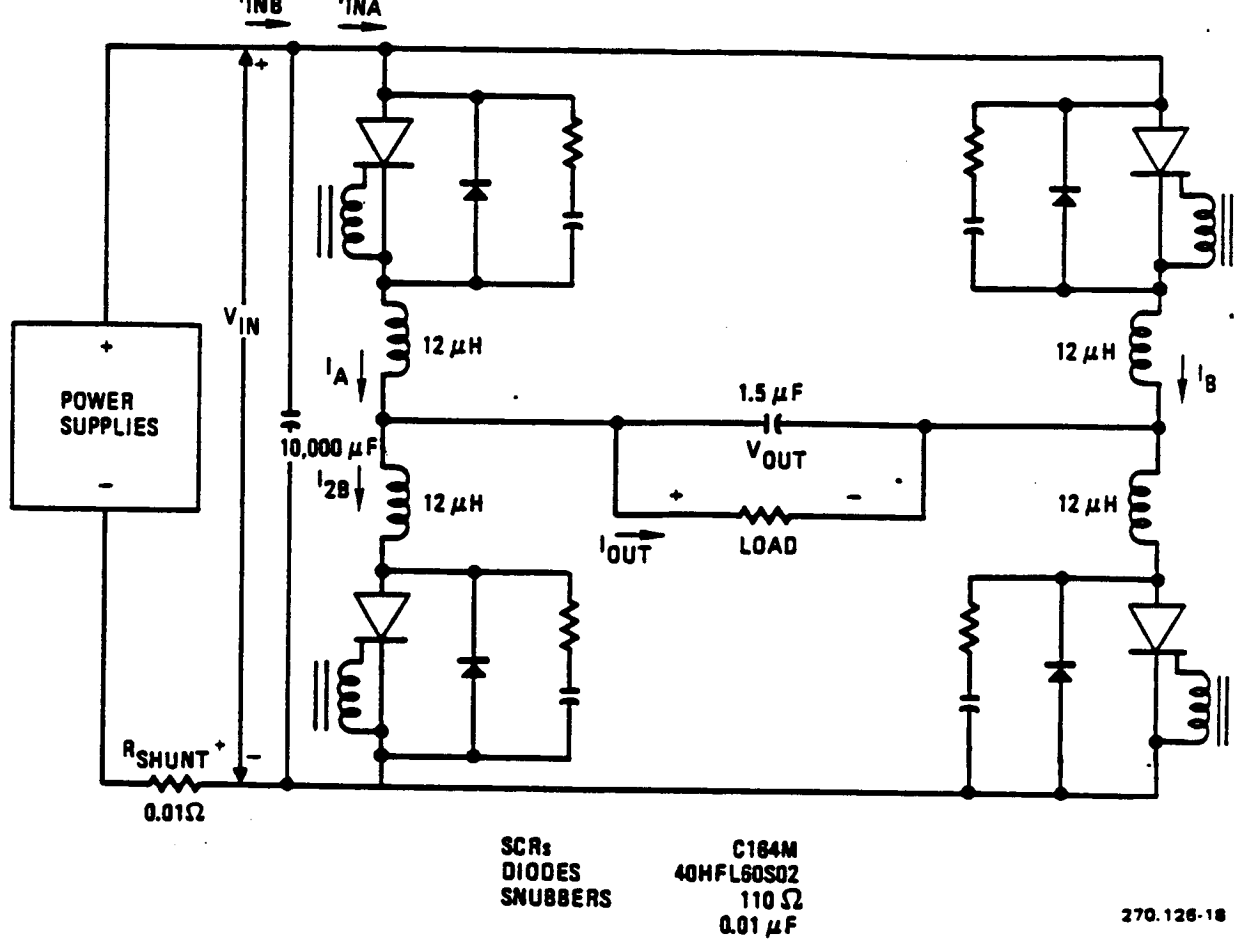 INB INA
+
VIN
12 μH
12 μH
+
POWER
SUPPLIES
−
IA
IB
1.5 μF
10,000 μF
VOUT
I2B
12 μH
+ −
12 μH
IOUT
LOAD
RSHUNT + −
0.01Ω
SCRs C164M
DIODES 40HFL60S02
SNUBBERS 110 Ω
0.01 μF
270.126-18